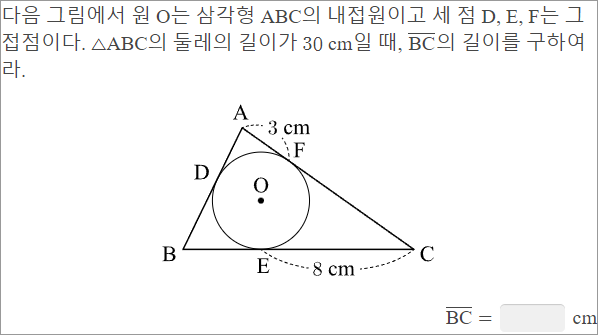 다음 그림에서 원 O는 삼각형 ABC의 내접원이고 세 점 D, E, F는 그
접점이다. △ABC의 둘레의 길이가 30 cm일 때, BC의 길이를 구하여
라.
A
3 cm
F
D
O
B
E
8 cm
C
BC = cm